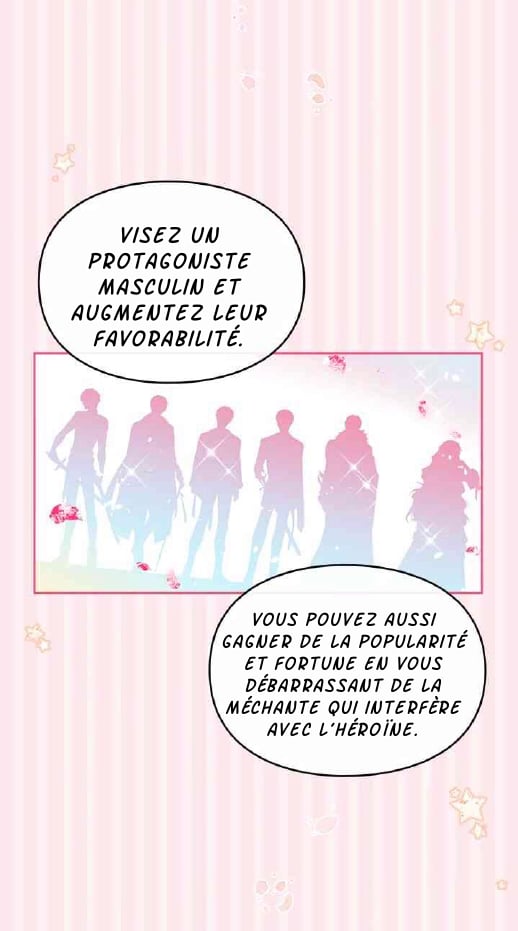 VISEZ UN
PROTAGONISTE
MASCULIN ET
AUGMENTEZ LEUR
FAVORABILITÉ.
VOUS POUVEZ AUSSI
GAGNER DE LA POPULARITÉ
ET FORTUNE EN VOUS
DÉBARRASSANT DE LA
MÉCHANTE QUI INTERFÈRE
AVEC L'HÉROÏNE.